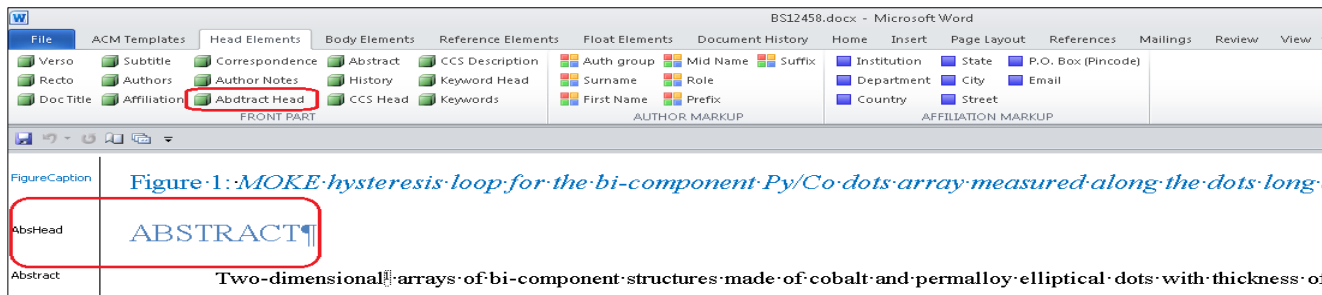 W BS12458.docx - Microsoft Word
File ACM Templates Head Elements Body Elements Reference Elements Float Elements Document History Home Insert Page Layout References Mailings Review View
Verso Subtitle Correspondence Abstract CCS Description Auth group Mid Name Suffix Institution State P.O. Box (Pincode)
Recto Authors Author Notes History Keyword Head Surname Role Department City Email
Doc Title Affiliation Abdtract Head CCS Head Keywords First Name Prefix Country Street
FRONT PART AUTHOR MARKUP AFFILIATION MARKUP
FigureCaption Figure·1:·MOKE·hysteresis·loop·for·the·bi-component·Py/Co·dots·array·measured·along·the·dots·long·
AbsHead ABSTRACT¶
Abstract Two-dimensional·arrays·of·bi-component·structures·made·of·cobalt·and·permalloy·elliptical·dots·with·thickness·of